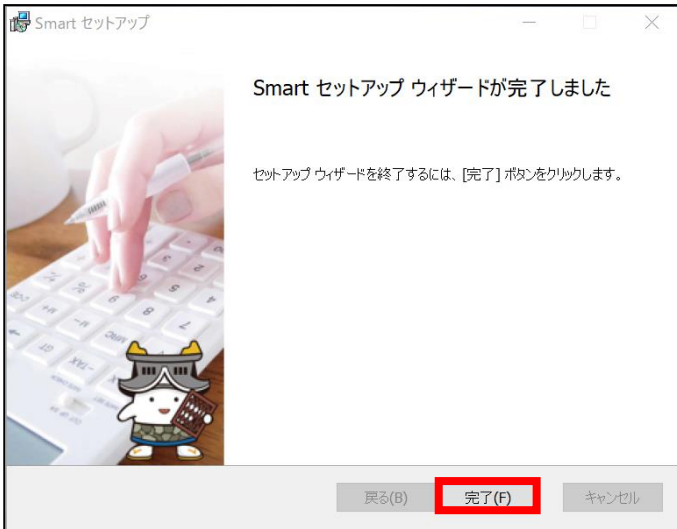 Smart セットアップ
Smart セットアップ ウィザードが完了しました
セットアップ ウィザードを終了するには、[完了] ボタンをクリックします。
戻る(B)
完了(F)
キャンセル